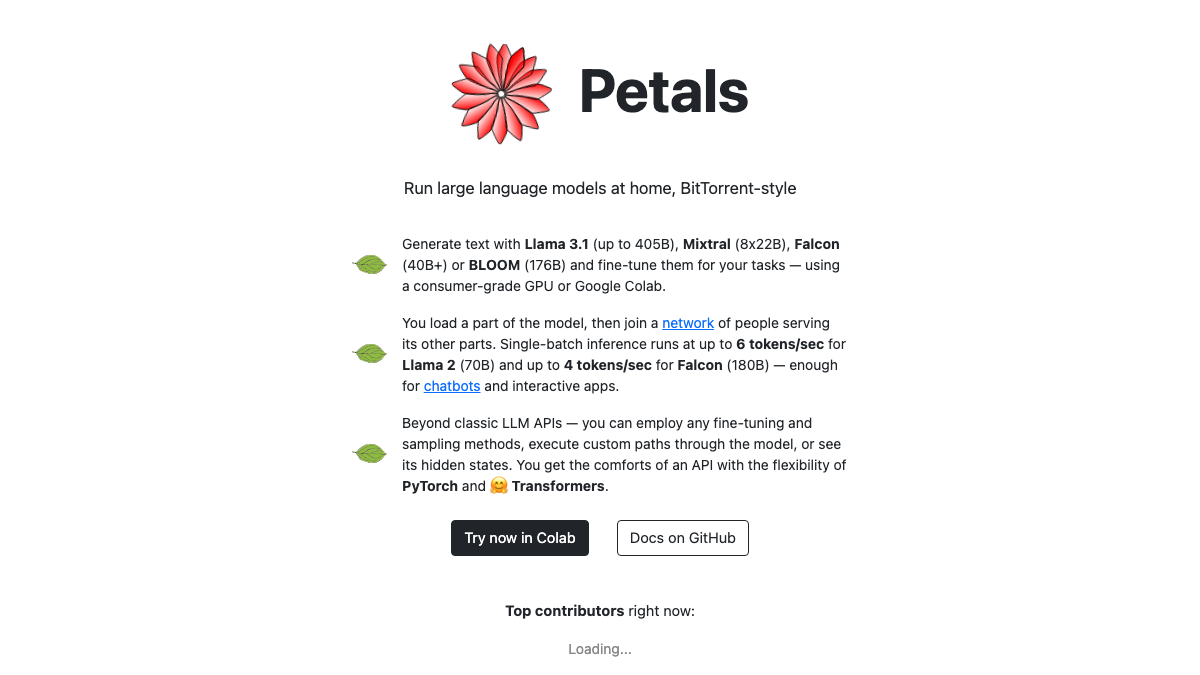 Petals
Run large language models at home, BitTorrent-style
Generate text with Llama 3.1 (up to 405B), Mixtral (8x22B), Falcon
(40B+) or BLOOM (176B) and fine-tune them for your tasks — using
a consumer-grade GPU or Google Colab.
You load a part of the model, then join a network of people serving
its other parts. Single-batch inference runs at up to 6 tokens/sec for
Llama 2 (70B) and up to 4 tokens/sec for Falcon (180B) — enough
for chatbots and interactive apps.
Beyond classic LLM APIs — you can employ any fine-tuning and
sampling methods, execute custom paths through the model, or see
its hidden states. You get the comforts of an API with the flexibility of
PyTorch and 🤗 Transformers.
Try now in Colab
Docs on GitHub
Top contributors right now:
Loading...